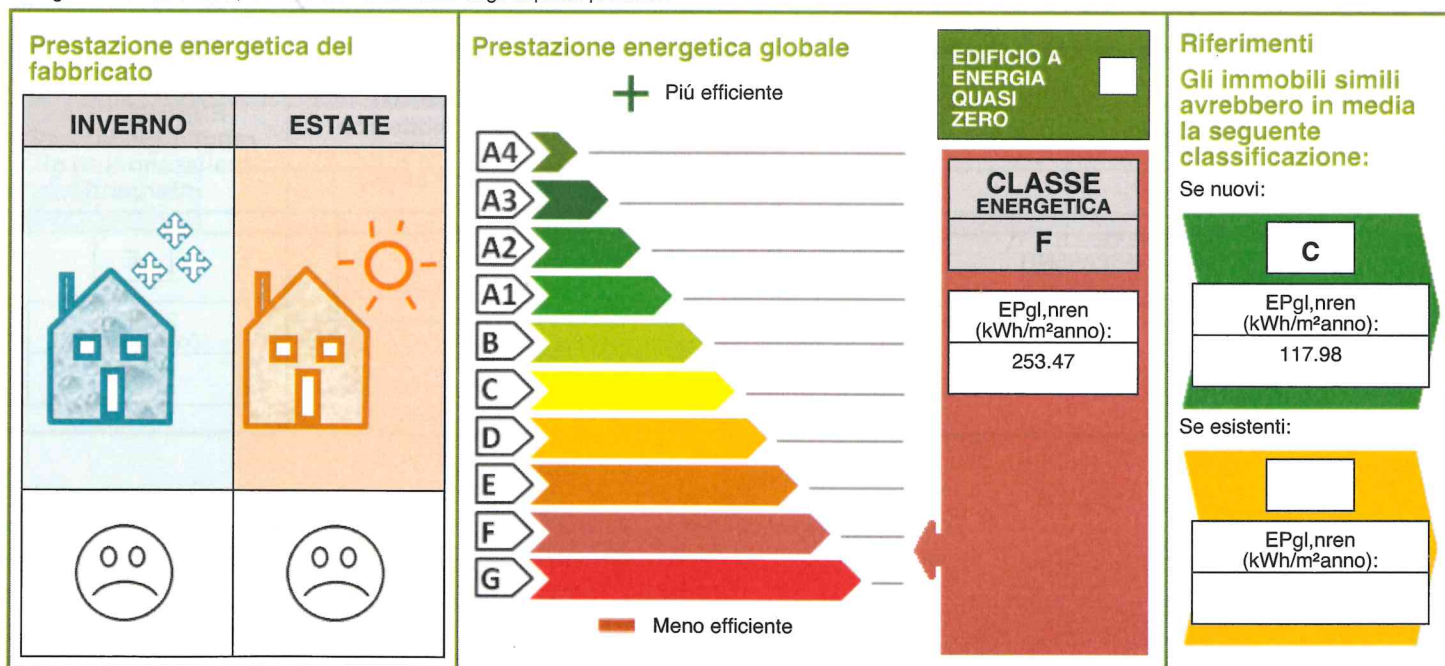 Prestazione energetica del
fabbricato
INVERNO
ESTATE
Prestazione energetica globale
Piú efficiente
A4
A3
A2
A1
B
C
D
E
F
G
Meno efficiente
EDIFICIO A
ENERGIA
QUASI
ZERO
CLASSE
ENERGETICA
F
EPgl,nren
(kWh/m²anno):
253.47
Riferimenti
Gli immobili simili
avrebbero in media
la seguente
classificazione:
Se nuovi:
C
EPgl,nren
(kWh/m²anno):
117.98
Se esistenti:
EPgl,nren
(kWh/m²anno):